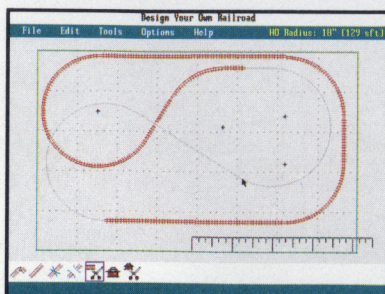 Design Your Own Railroad
File Edit Tools Options Help HO Radius: 18" (129 sft)